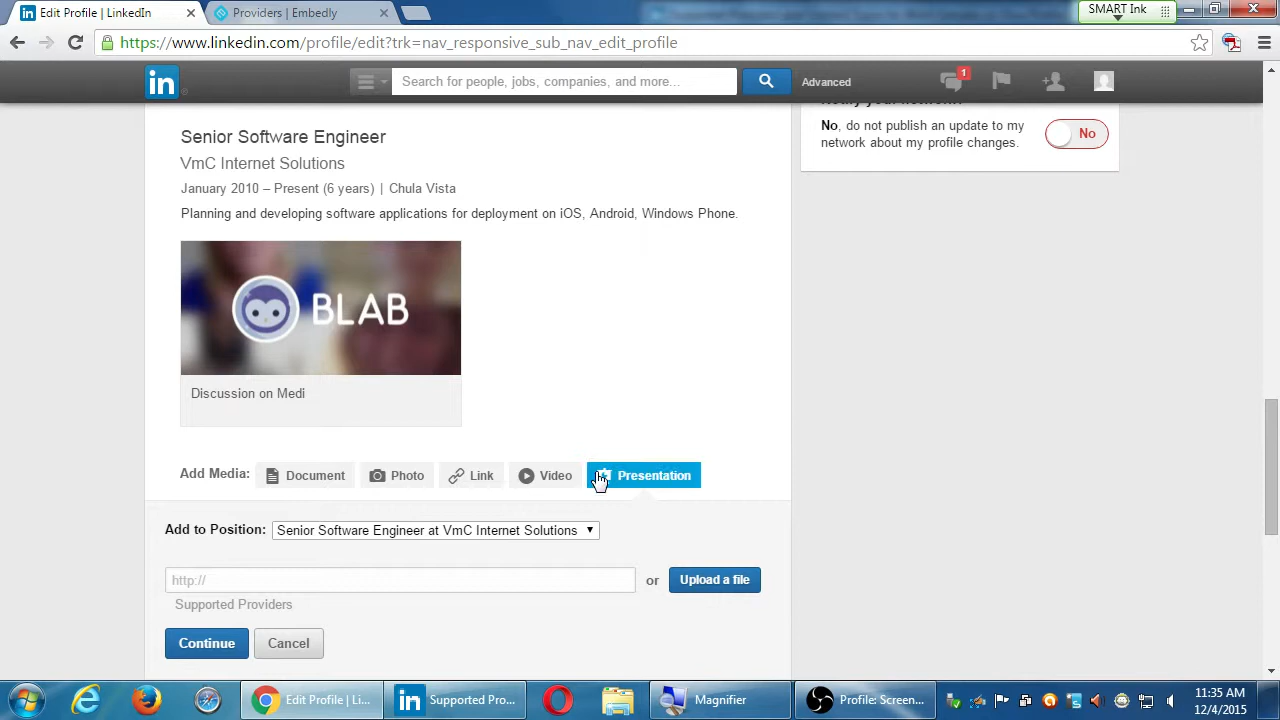 Edit Profile | LinkedIn
Providers | Embedly
SMART Ink
https://www.linkedin.com/profile/edit?trk=nav_responsive_sub_nav_edit_profile
in
Search for people, jobs, companies, and more...
Advanced
1
No, do not publish an update to my
network about my profile changes.
No
Senior Software Engineer
VmC Internet Solutions
January 2010 – Present (6 years) | Chula Vista
Planning and developing software applications for deployment on iOS, Android, Windows Phone.
BLAB
Discussion on Medi
Add Media:
Document
Photo
Link
Video
Presentation
Add to Position:
Senior Software Engineer at VmC Internet Solutions
http://
or
Upload a file
Supported Providers
Continue
Cancel
Edit Profile | Li...
Supported Pro...
Magnifier
Profile: Screen...
11:35 AM
12/4/2015